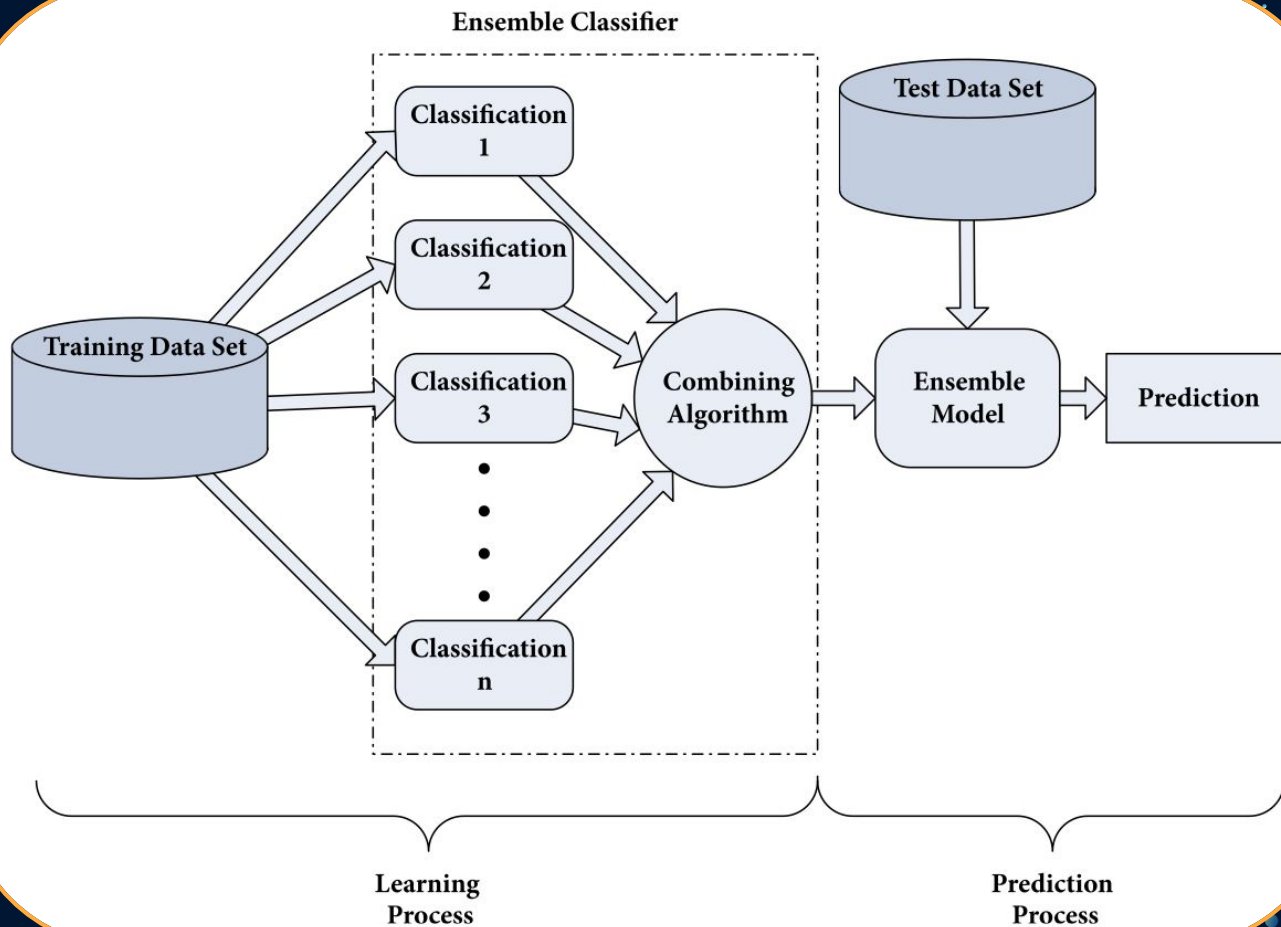 Ensemble Classifier
Classification
1
Test Data Set
Classification
2
Training Data Set
Classification
3
Combining
Algorithm
Ensemble
Model
Prediction
Classification
n
Learning
Process
Prediction
Process